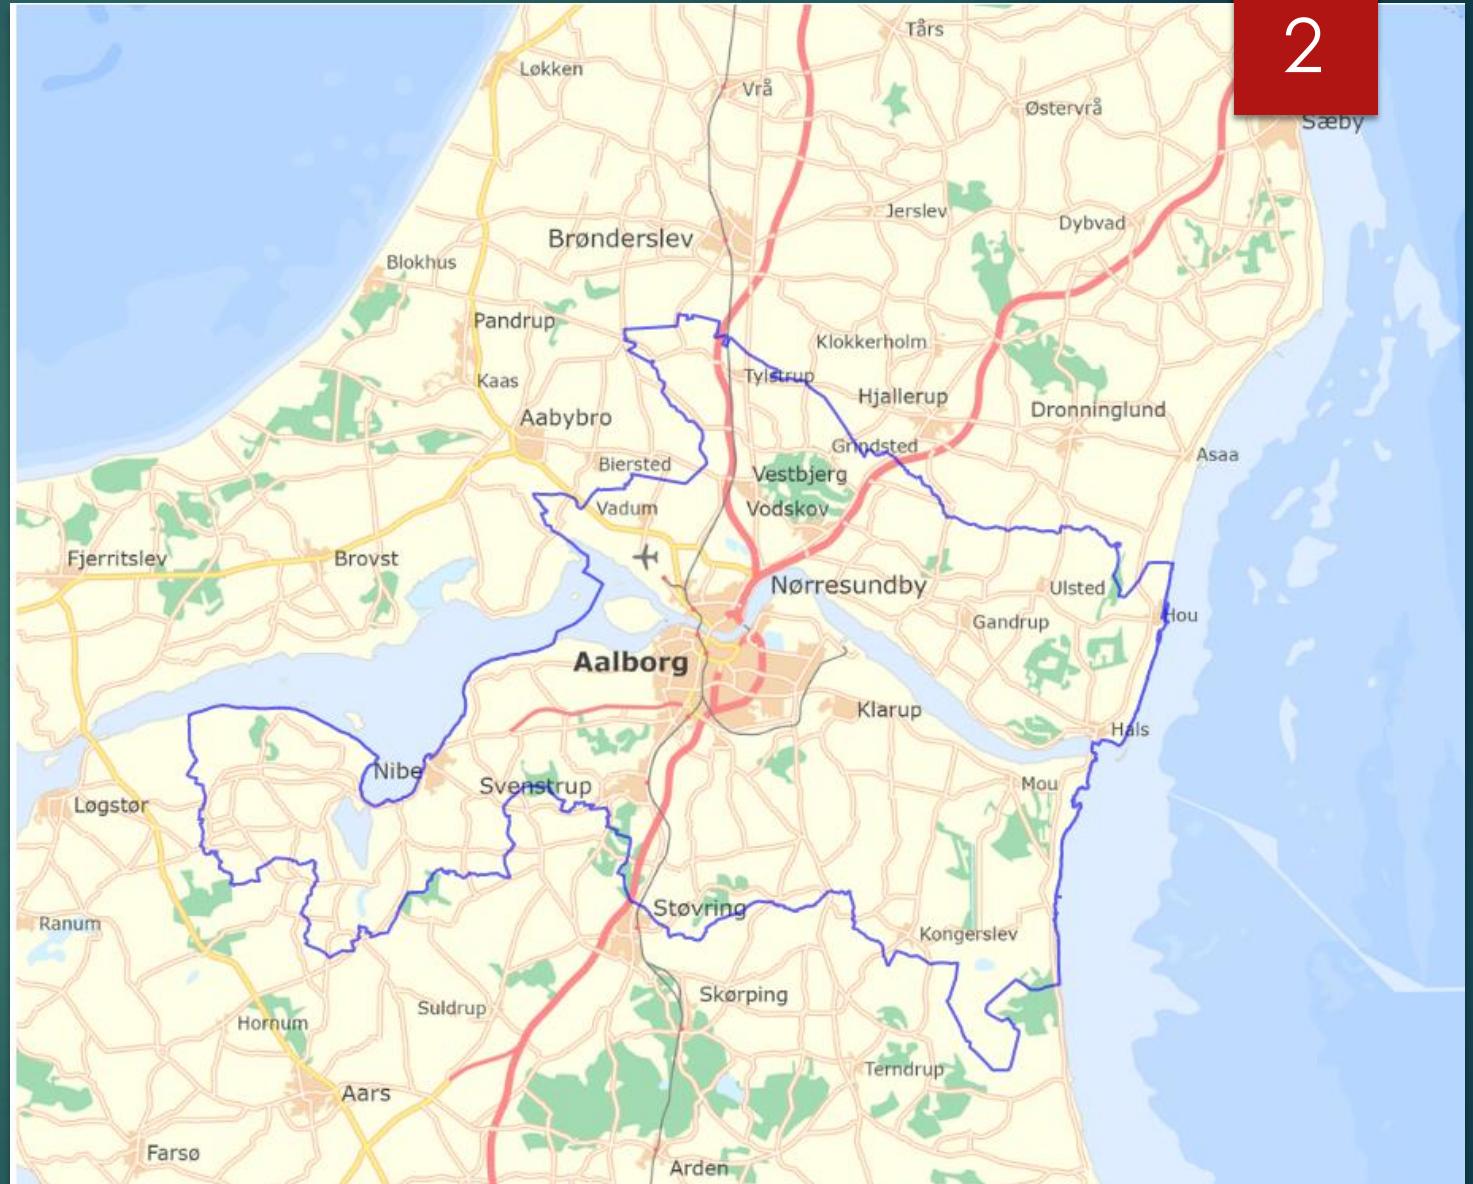 2
Tårs
Løkken
Vrå
Østervrå
Sæby
Jerslev
Dybvad
Brønderslev
Blokhus
Pandrup
Klokkerholm
Tylstrup
Kaas
Hjallerup
Dronninglund
Aabybro
Grindsted
Asaa
Biersted
Vestbjerg
Vadum
Vodskov
Fjerritslev
Brovst
Nørresundby
Ulsted
Hou
Gandrup
Aalborg
Klarup
Hals
Nibe
Svenstrup
Mou
Løgstør
Støvring
Ranum
Kongerslev
Skørping
Suldrup
Hornum
Terndrup
Aars
Farsø
Arden